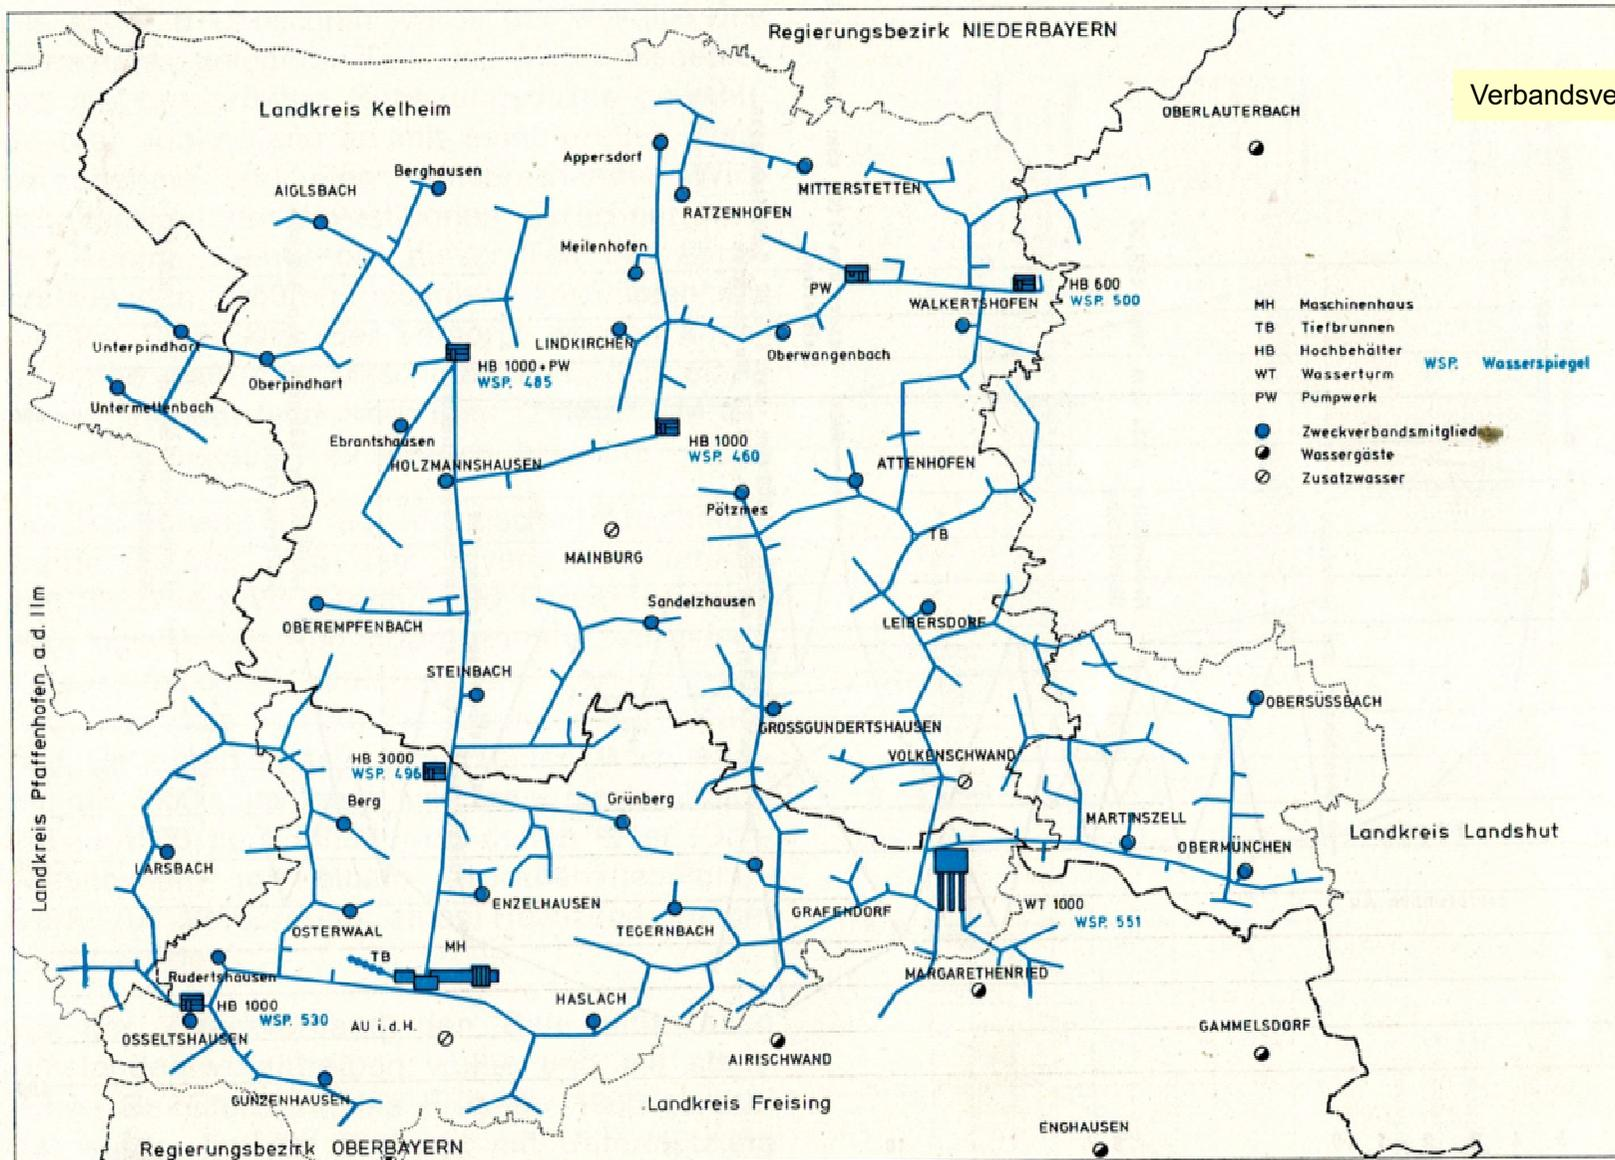 Regierungsbezirk NIEDERBAYERN
Verbandsve
Landkreis Kelheim
OBERLAUTERBACH
Appersdorf
Berghausen
AIGLSBACH
MITTERSTETTEN
RATZENHOFEN
Meilenhofen
PW
HB 600
WSP. 500
WALKERTSHOFEN
MH Maschinenhaus
TB Tiefbrunnen
HB Hochbehälter
WT Wasserturm
PW Pumpwerk
WSP. Wasserspiegel
Zweckverbandsmitglied
Wassergäste
Zusatzwasser
Unterpindhart
Oberpindhart
Untermettenbach
LINDKIRCHEN
Oberwangenbach
HB 1000+PW
WSP. 485
Ebrantshausen
HB 1000
WSP. 460
HOLZMANNSHAUSEN
ATTENHOFEN
Pötzmes
TB
MAINBURG
Landkreis Pfaffenhofen a.d. Ilm
OBEREMPFENBACH
Sandelzhausen
LEIBERSDORF
STEINBACH
OBERSÜSSBACH
GROSSGUNDERTSHAUSEN
VOLKENSCHWAND
HB 3000
WSP. 496
Berg
Grünberg
MARTINSZELL
OBERMÜNCHEN
Landkreis Landshut
LARSBACH
ENZELHAUSEN
GRAFENDORF
WT 1000
WSP. 551
OSTERWAAL
TEGERNBACH
MH
TB
Rudertshausen
MARGARETHENRIED
HB 1000
WSP. 530
HASLACH
AU i.d.H.
OSSELTSHAUSEN
AIRISCHWAND
GAMMELSDORF
GÜNZENHAUSEN
Landkreis Freising
ENGHAUSEN
Regierungsbezirk OBERBAYERN